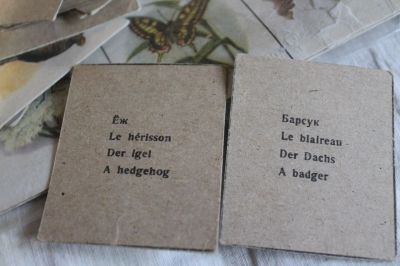 Ёж
Le hérisson
Der Igel
A hedgehog
Барсук
Le blaireau
Der Dachs
A badger